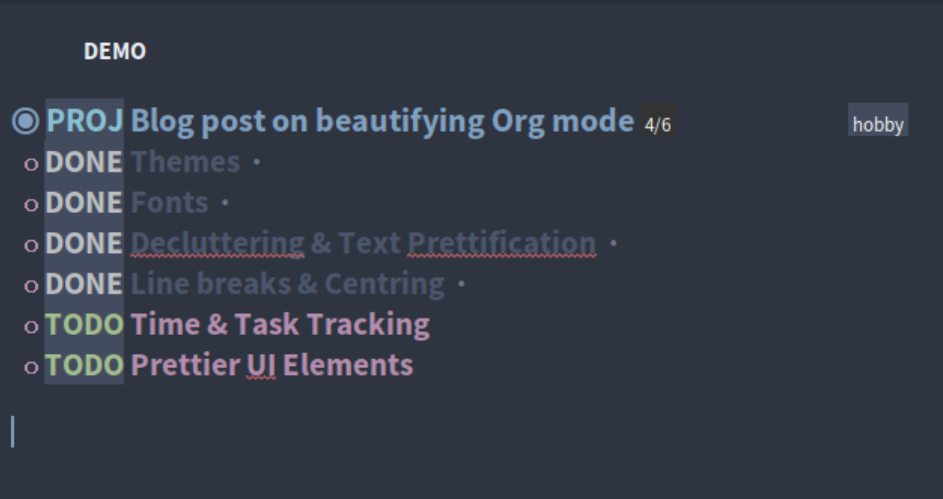 DEMO
PROJ Blog post on beautifying Org mode 4/6 hobby
DONE Themes
DONE Fonts
DONE Decluttering & Text Prettification
DONE Line breaks & Centring
TODO Time & Task Tracking
TODO Prettier UI Elements